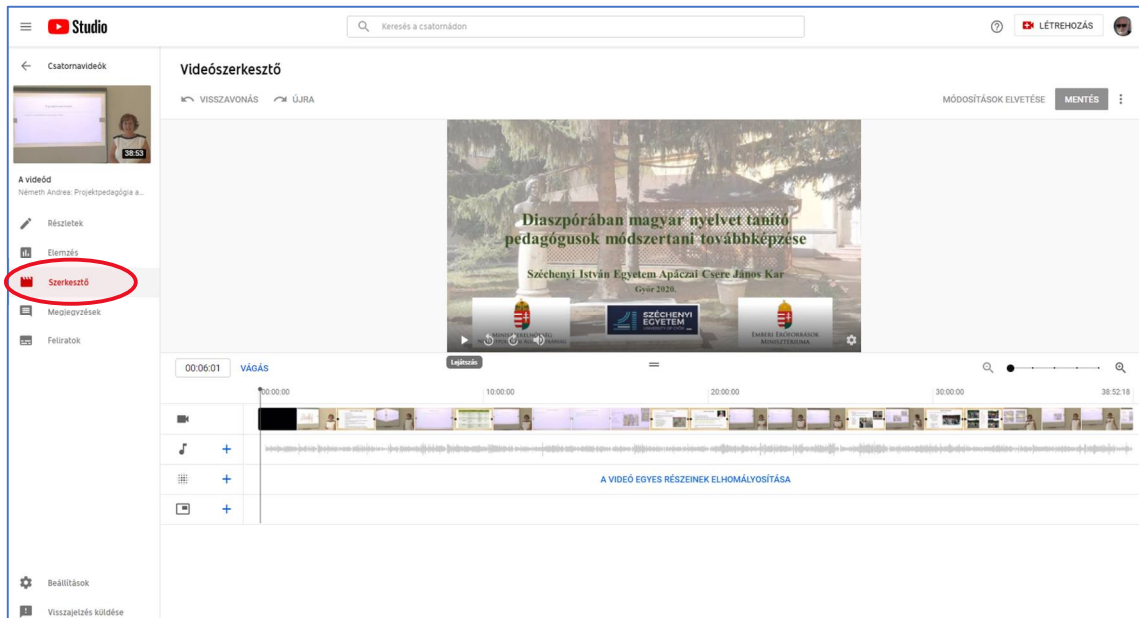 Studio
Keresés a csatornádon
LÉTREHOZÁS
Csatornavideók
38:53
A videód
Németh Andrea: Projektpedagógia a...
Részletek
Elemzés
Szerkesztő
Megjegyzések
Feliratok
Beállítások
Visszajelzés küldése
Videószerkesztő
VISSZAVONÁS
ÚJRA
MÓDOSÍTÁSOK ELVETÉSE
MENTÉS
Diaszpórában magyar nyelvet tanító
pedagógusok módszertani továbbképzése
Széchenyi István Egyetem Apáczai Csere János Kar
Győr 2020.
SZÉCHENYI
EGYETEM
UNIVERSITY OF GYŐR
EMBERI ERŐFORRÁSOK
MINISZTÉRIUMA
Lejátszás
00:06:01
VÁGÁS
00:00:00
10:00:00
20:00:00
30:00:00
38:52:18
A VIDEÓ EGYES RÉSZEINEK ELHOMÁLYOSÍTÁSA